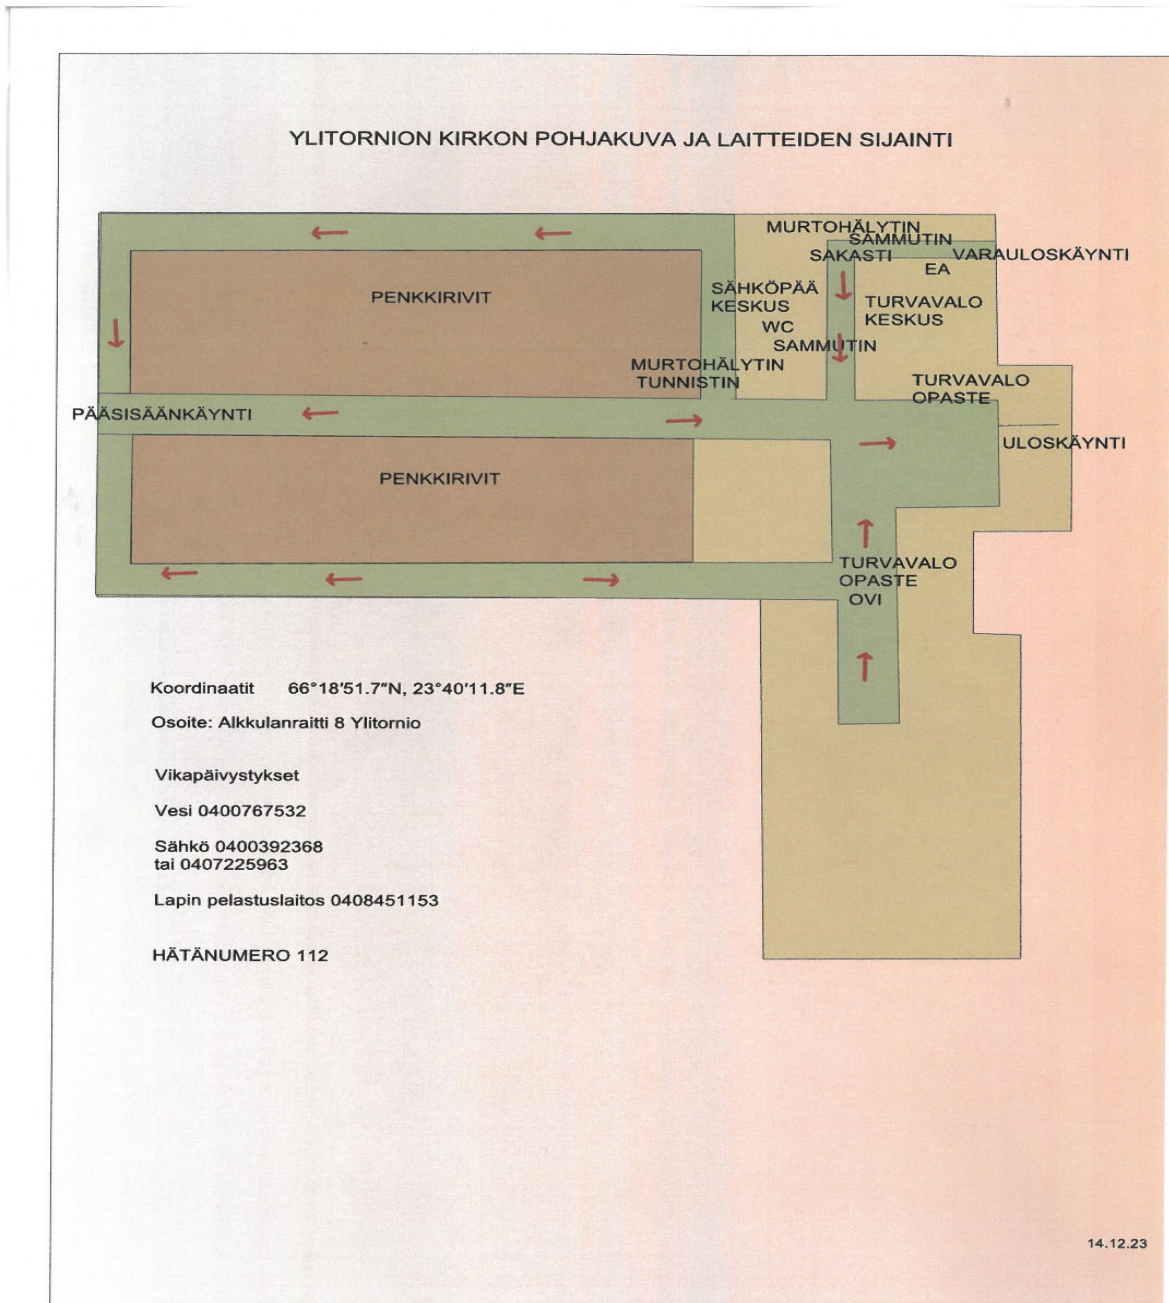 YLITORNION KIRKON POHJAKUVA JA LAITTEIDEN SIJAINTI
MURTOHÄLYTIN
SAMMUTIN
SAKASTI
VARAULOSKÄYNTI
EA
SÄHKÖPÄÄ
KESKUS
TURVAVALO
KESKUS
PENKKIRIVIT
WC
SAMMUTIN
MURTOHÄLYTIN
TUNNISTIN
TURVAVALO
OPASTE
PÄÄSISÄÄNKÄYNTI
ULOSKÄYNTI
PENKKIRIVIT
TURVAVALO
OPASTE
OVI
Koordinaatit 66°18'51.7"N, 23°40'11.8"E
Osoite: Alkkulanraitti 8 Ylitornio
Vikapäivystykset
Vesi 0400767532
Sähkö 0400392368
tai 0407225963
Lapin pelastuslaitos 0408451153
HÄTÄNUMERO 112
14.12.23